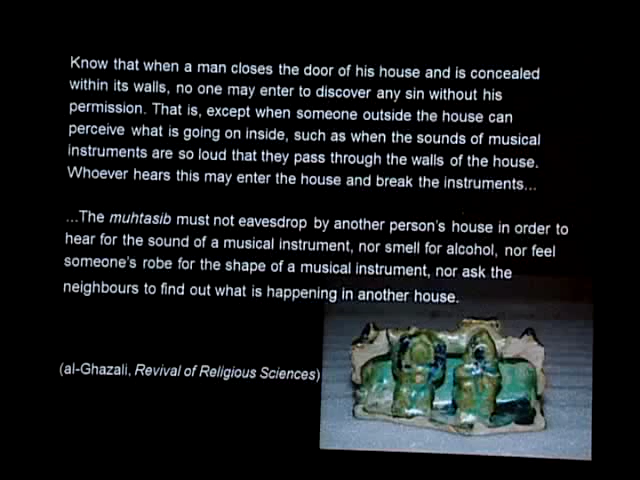 Know that when a man closes the door of his house and is concealed
within its walls, no one may enter to discover any sin without his
permission. That is, except when someone outside the house can
perceive what is going on inside, such as when the sounds of musical
instruments are so loud that they pass through the walls of the house.
Whoever hears this may enter the house and break the instruments...
...The muhtasib must not eavesdrop by another person's house in order to
hear for the sound of a musical instrument, nor smell for alcohol, nor feel
someone's robe for the shape of a musical instrument, nor ask the
neighbours to find out what is happening in another house.
(al-Ghazali, Revival of Religious Sciences)